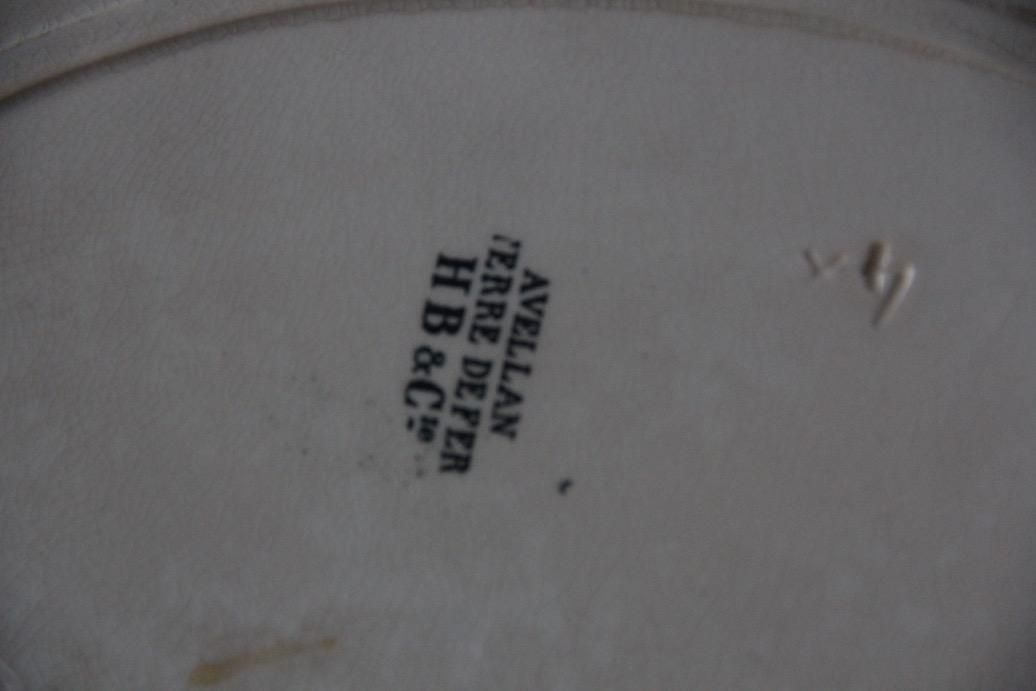 AVELLAN
TERRE DE FER
H B & Cie